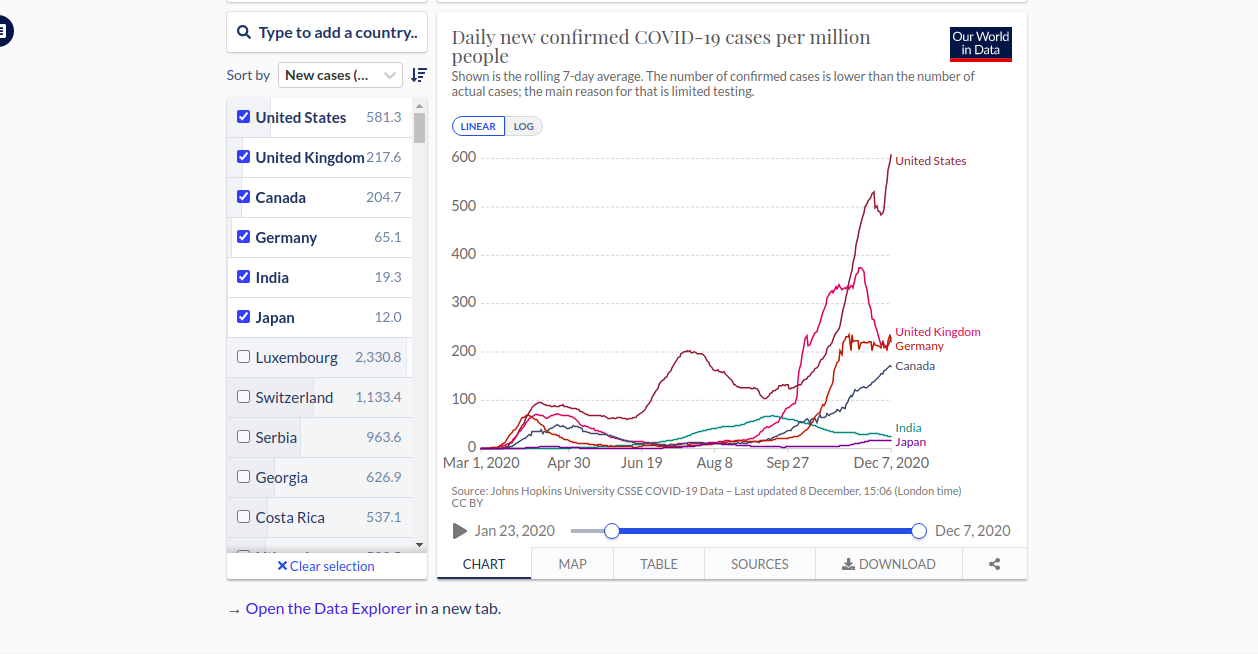 Type to add a country..
Sort by
New cases (...
United States 581.3
United Kingdom 217.6
Canada 204.7
Germany 65.1
India 19.3
Japan 12.0
Luxembourg 2,330.8
Switzerland 1,133.4
Serbia 963.6
Georgia 626.9
Costa Rica 537.1
Clear selection
Daily new confirmed COVID-19 cases per million
people
Our World
in Data
Shown is the rolling 7-day average. The number of confirmed cases is lower than the number of
actual cases; the main reason for that is limited testing.
LINEAR LOG
600
500
400
300
200
100
0
United States
United Kingdom
Germany
Canada
India
Japan
Mar 1, 2020 Apr 30 Jun 19 Aug 8 Sep 27 Dec 7, 2020
Source: Johns Hopkins University CSSE COVID-19 Data – Last updated 8 December, 15:06 (London time)
CC BY
Jan 23, 2020 Dec 7, 2020
CHART MAP TABLE SOURCES DOWNLOAD
→ Open the Data Explorer in a new tab.